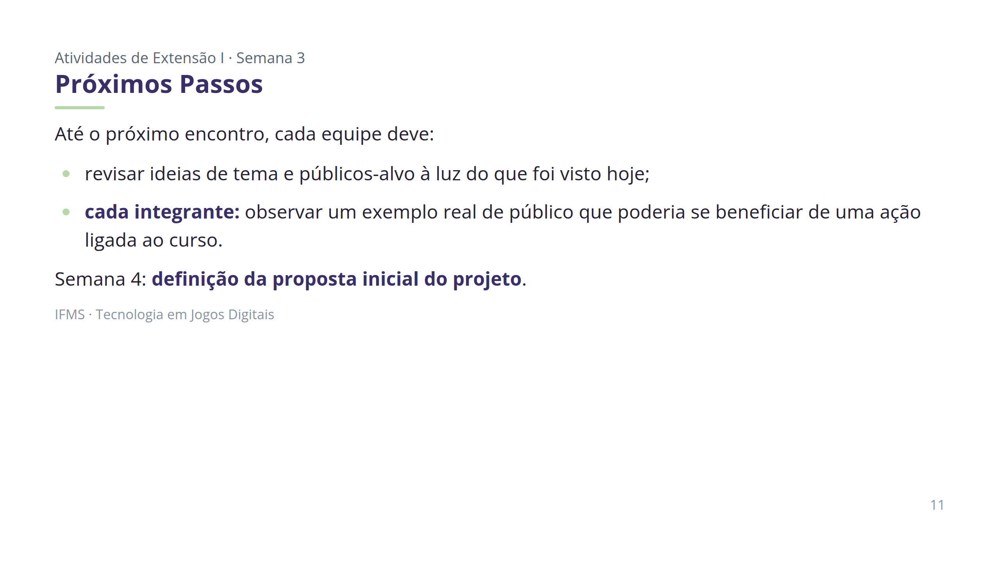 Atividades de Extensão I · Semana 3
Próximos Passos
Até o próximo encontro, cada equipe deve:
• revisar ideias de tema e públicos-alvo à luz do que foi visto hoje;
• cada integrante: observar um exemplo real de público que poderia se beneficiar de uma ação
ligada ao curso.
Semana 4: definição da proposta inicial do projeto.
IFMS · Tecnologia em Jogos Digitais
11